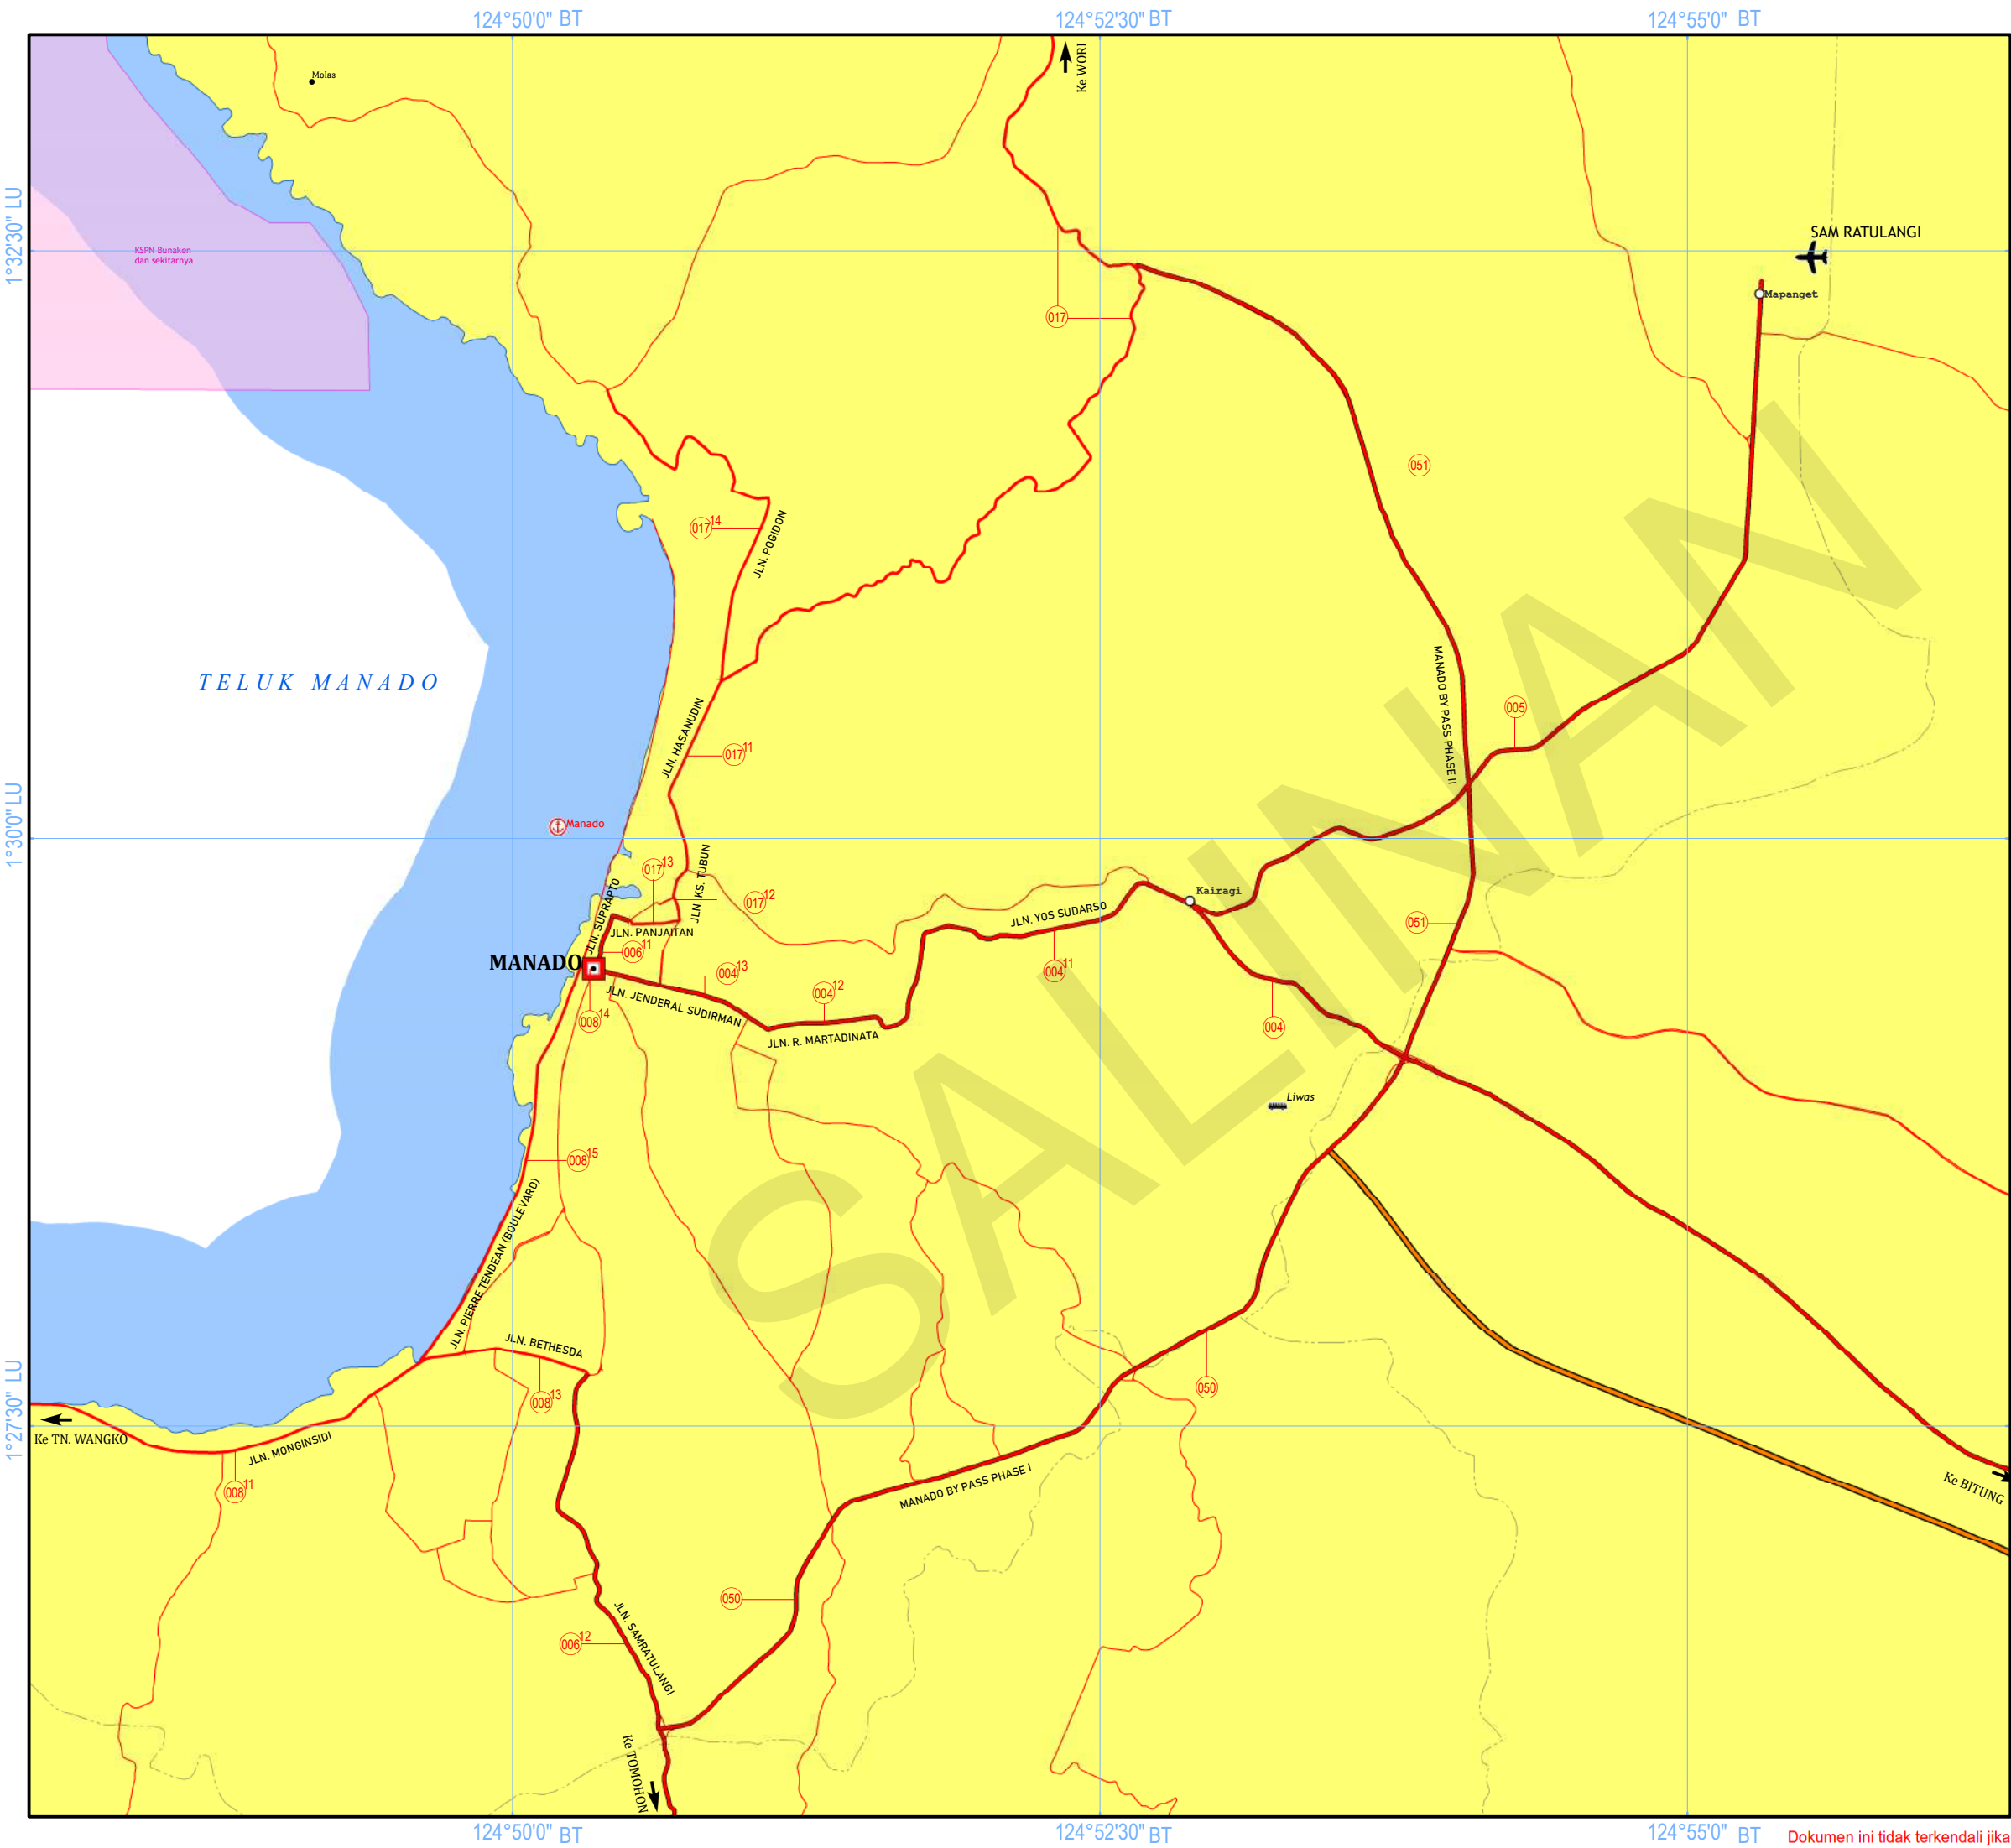 124°50'0" BT
124°52'30" BT
124°55'0" BT
Ke WORI
Molas
1°32'30" LU
KSPN Bunaken
dan sekitarnya
SAM RATULANGI
Mapanget
017
051
017 14
JLN. POGIDON
TELUK MANADO
MANADO BY PASS PHASE II
005
JLN. HASANUDIN
017 11
1°30'0" LU
Manado
017 13
JLN. KS. TUBUN
017 12
JLN. SUPRAPTO
JLN. PANJAITAN
006 11
Kairagi
JLN. YOS SUDARSO
051
MANADO
004 13
004 11
JLN. JENDERAL SUDIRMAN
004 12
008 14
JLN. R. MARTADINATA
004
Liwas
008 15
JLN. PIERRE TENDEAN (BOULEVARD)
JLN. BETHESDA
008 13
050
1°27'30" LU
Ke TN. WANGKO
JLN. MONGINSIDI
008 11
MANADO BY PASS PHASE I
Ke BITUNG
050
JLN. SAMRATULANGI
006 12
Ke TOMOHON
SALINAN
124°50'0" BT
124°52'30" BT
124°55'0" BT
Dokumen ini tidak terkendali jika